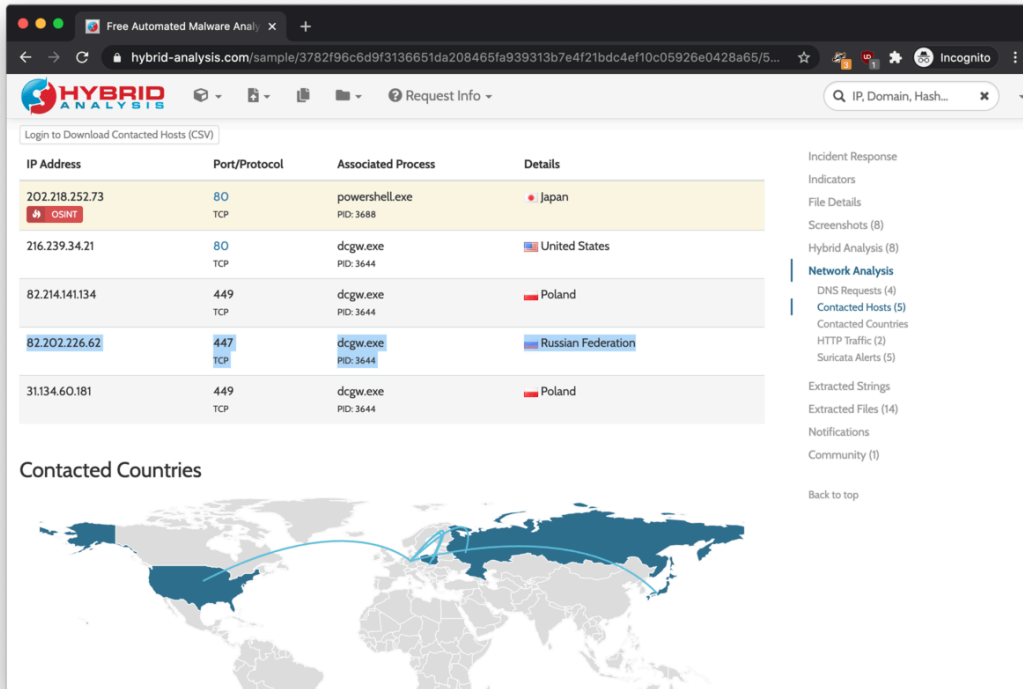 Free Automated Malware Analy
hybrid-analysis.com/sample/3782f96c6d9f3136651da208465fa939313b7e4f21bdc4ef10c05926e0428a65/5...
3
1
Incognito
HYBRID
ANALYSIS
Request Info
IP, Domain, Hash...
Login to Download Contacted Hosts (CSV)
IP Address Port/Protocol Associated Process Details
202.218.252.73 80 powershell.exe Japan
OSINT TCP PID: 3688
216.239.34.21 80 dcgw.exe United States
TCP PID: 3644
82.214.141.134 449 dcgw.exe Poland
TCP PID: 3644
82.202.226.62 447 dcgw.exe Russian Federation
TCP PID: 3644
31.134.60.181 449 dcgw.exe Poland
TCP PID: 3644
Contacted Countries
Incident Response
Indicators
File Details
Screenshots (8)
Hybrid Analysis (8)
Network Analysis
DNS Requests (4)
Contacted Hosts (5)
Contacted Countries
HTTP Traffic (2)
Suricata Alerts (5)
Extracted Strings
Extracted Files (14)
Notifications
Community (1)
Back to top